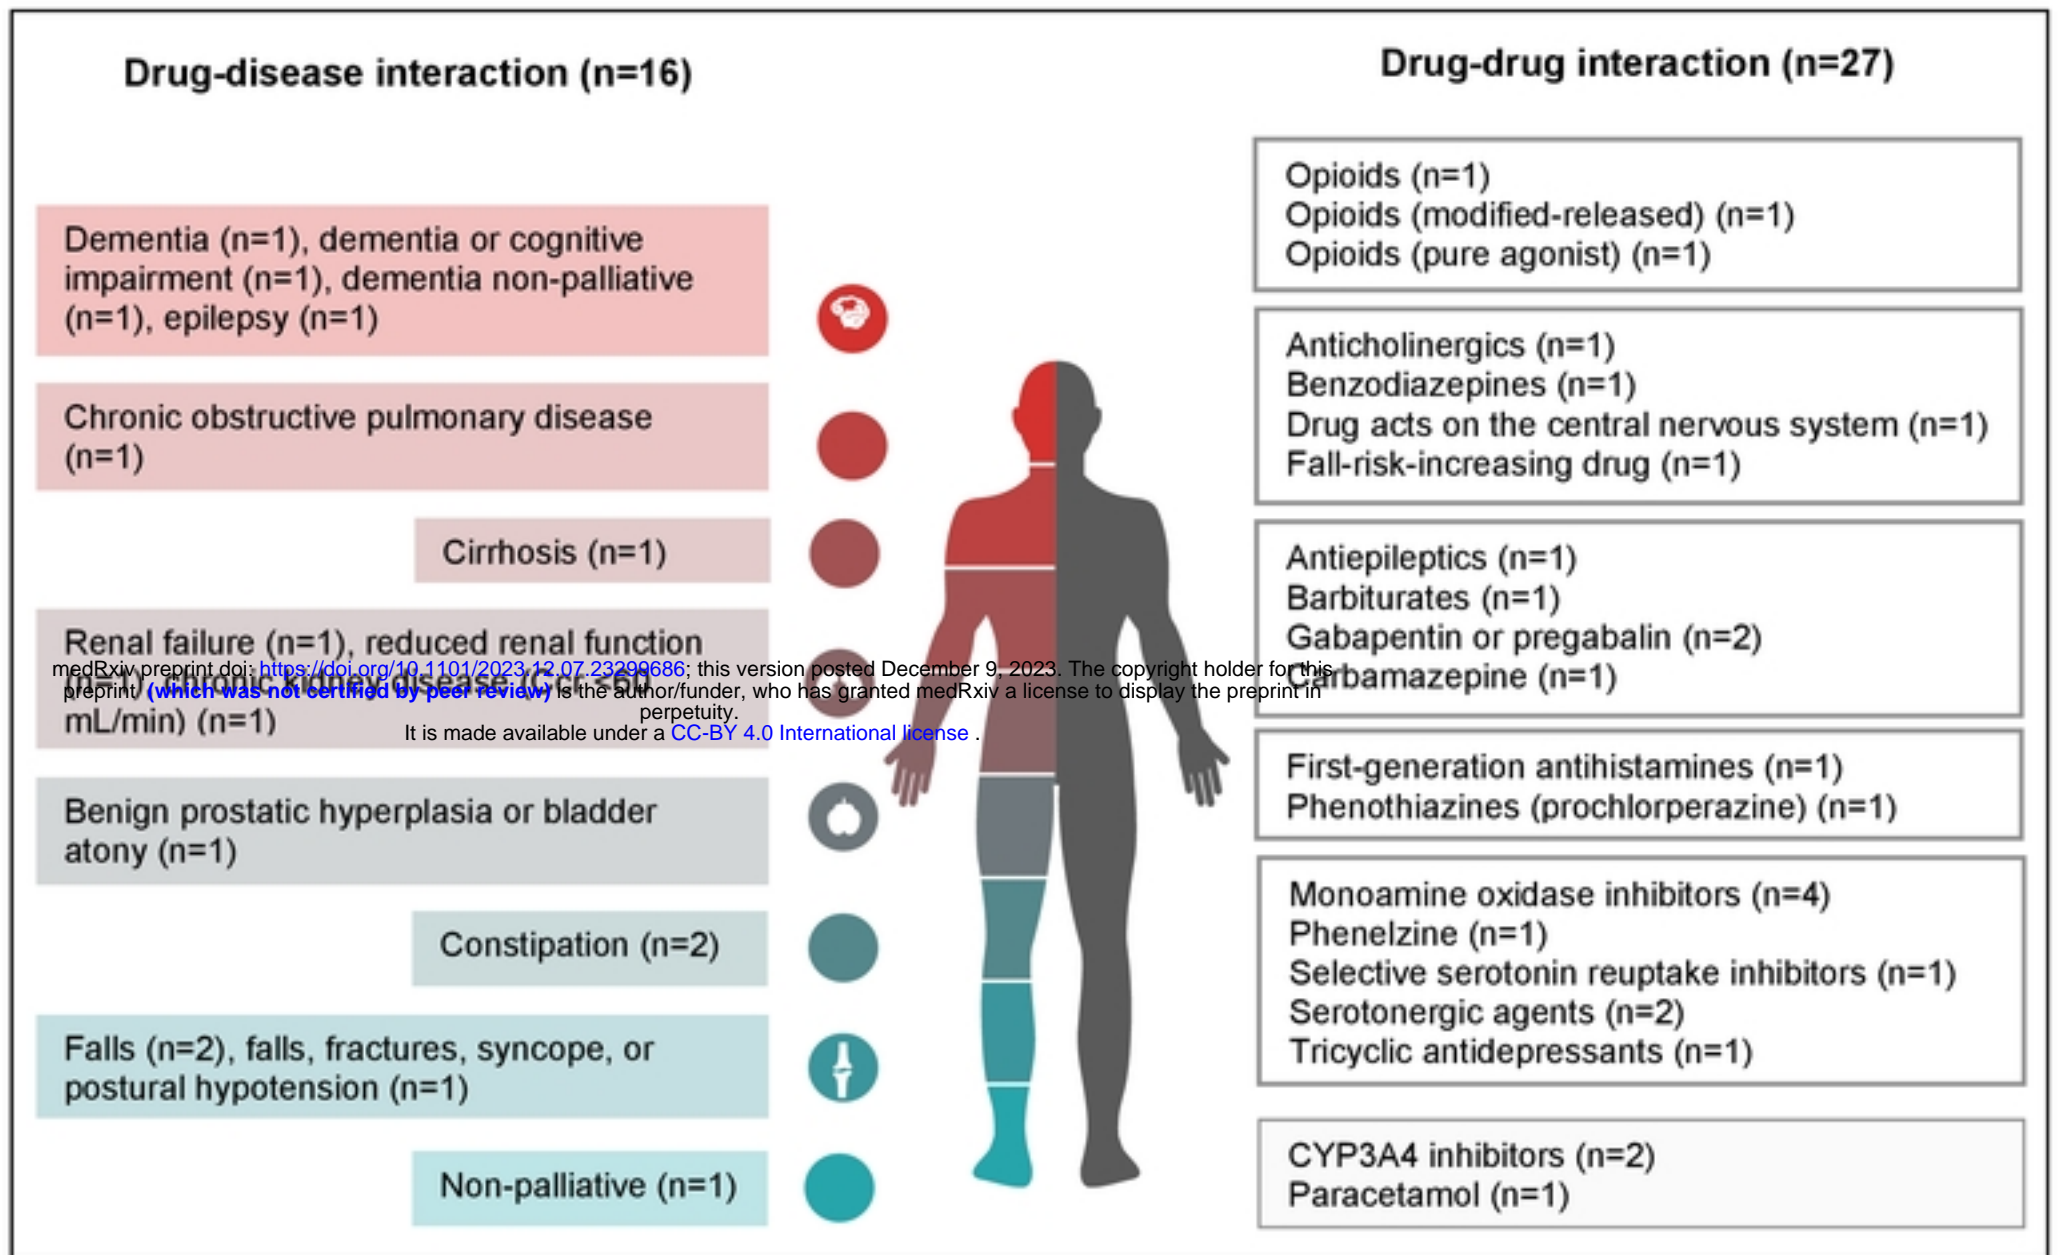 Drug-disease interaction (n=16)
Dementia (n=1), dementia or cognitive
impairment (n=1), dementia non-palliative
(n=1), epilepsy (n=1)
Chronic obstructive pulmonary disease
(n=1)
Cirrhosis (n=1)
Renal failure (n=1), reduced renal function
(n=1), chronic kidney disease
mL/min) (n=1)
Benign prostatic hyperplasia or bladder
atony (n=1)
Constipation (n=2)
Falls (n=2), falls, fractures, syncope, or
postural hypotension (n=1)
Non-palliative (n=1)
Drug-drug interaction (n=27)
Opioids (n=1)
Opioids (modified-released) (n=1)
Opioids (pure agonist) (n=1)
Anticholinergics (n=1)
Benzodiazepines (n=1)
Drug acts on the central nervous system (n=1)
Fall-risk-increasing drug (n=1)
Antiepileptics (n=1)
Barbiturates (n=1)
Gabapentin or pregabalin (n=2)
Carbamazepine (n=1)
First-generation antihistamines (n=1)
Phenothiazines (prochlorperazine) (n=1)
Monoamine oxidase inhibitors (n=4)
Phenelzine (n=1)
Selective serotonin reuptake inhibitors (n=1)
Serotonergic agents (n=2)
Tricyclic antidepressants (n=1)
CYP3A4 inhibitors (n=2)
Paracetamol (n=1)
medRxiv preprint doi: https://doi.org/10.1101/2023.12.07.23299686; this version posted December 9, 2023. The copyright holder for this
preprint (which was not certified by peer review) is the author/funder, who has granted medRxiv a license to display the preprint in
perpetuity.
It is made available under a CC-BY 4.0 International license .